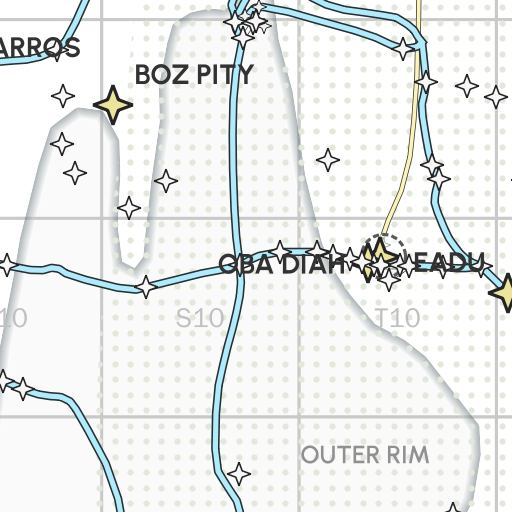 ARROS
BOZ PITY
OBA DIAH
EADU
10
S10
T10
OUTER RIM